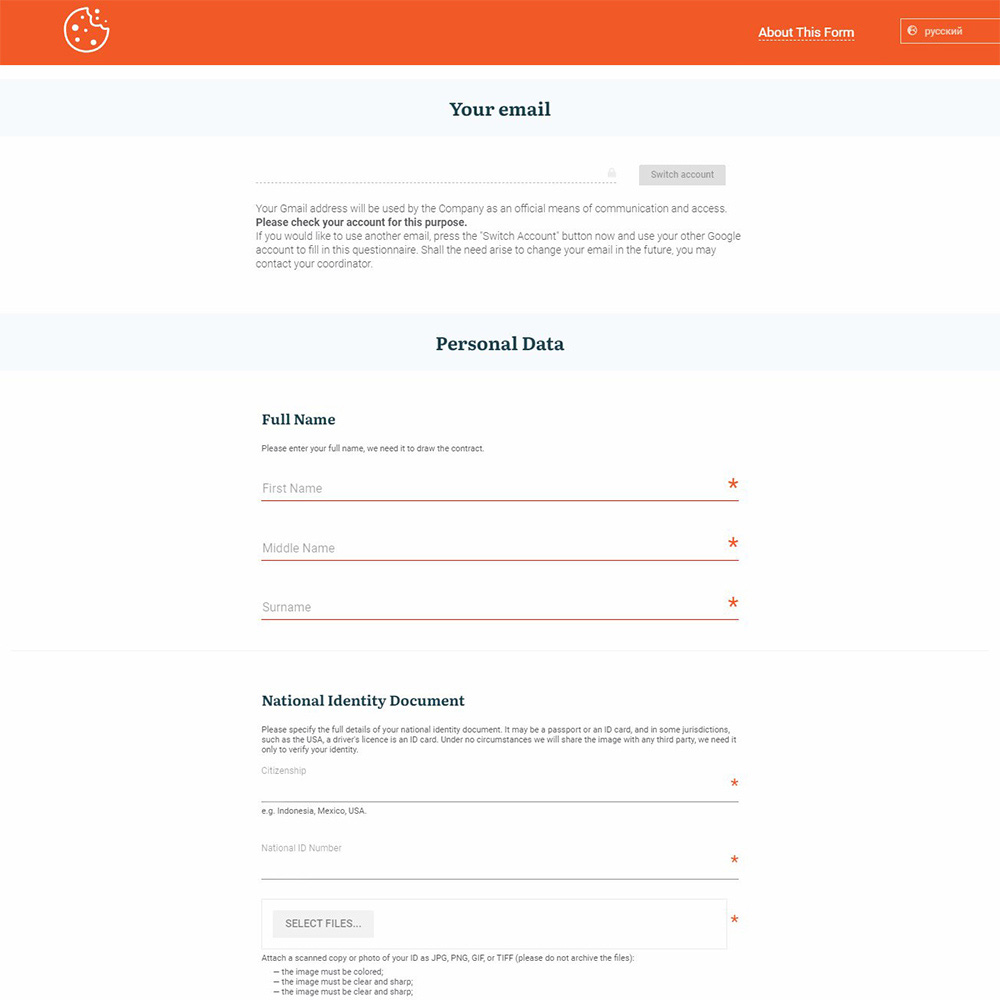 About This Form
русский
Your email
Switch account
Your Gmail address will be used by the Company as an official means of communication and access.
Please check your account for this purpose.
If you would like to use another email, press the "Switch Account" button now and use your other Google
account to fill in this questionnaire. Shall the need arise to change your email in the future, you may
contact your coordinator.
Personal Data
Full Name
Please enter your full name, we need it to draw the contract.
First Name *
Middle Name *
Surname *
National Identity Document
Please specify the full details of your national identity document. It may be a passport or an ID card, and in some jurisdictions,
such as the USA, a driver's licence is an ID card. Under no circumstances we will share the image with any third party, we need it
only to verify your identity.
Citizenship
*
e.g. Indonesia, Mexico, USA.
National ID Number
*
SELECT FILES... *
Attach a scanned copy or photo of your ID as JPG, PNG, GIF, or TIFF (please do not archive the files):
— the image must be colored;
— the image must be clear and sharp;
— the image must be clear and sharp;